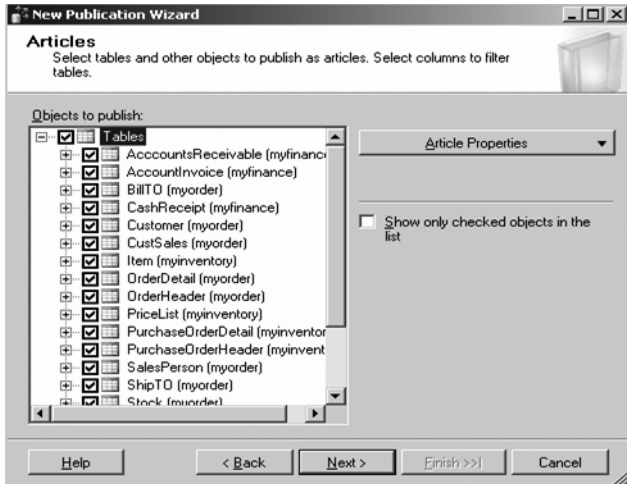 New Publication Wizard
Articles
Select tables and other objects to publish as articles. Select columns to filter
tables.
Objects to publish:
Tables
AcccountsReceivable (myfinanc
AccountInvoice (myfinance)
BillTO (myorder)
CashReceipt (myfinance)
Customer (myorder)
CustSales (myorder)
Item (myinventory)
OrderDetail (myorder)
OrderHeader (myorder)
PriceList (myinventory)
PurchaseOrderDetail (myinventor
PurchaseOrderHeader (myinvent
SalesPerson (myorder)
ShipTO (myorder)
Stock (myorder)
Article Properties
Show only checked objects in the
list
Help
< Back
Next >
Finish >>|
Cancel